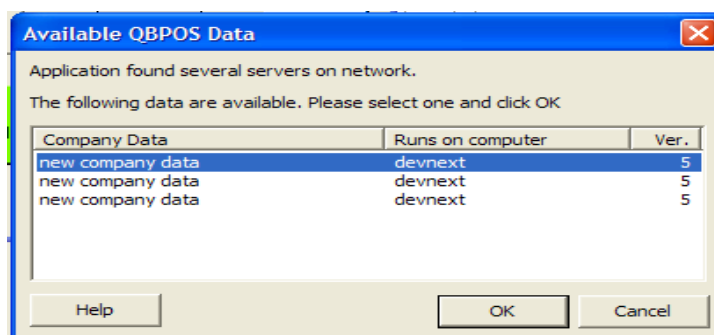 Available QBPOS Data
Application found several servers on network.
The following data are available. Please select one and click OK
Company Data Runs on computer Ver.
new company data devnext 5
new company data devnext 5
new company data devnext 5
Help OK Cancel